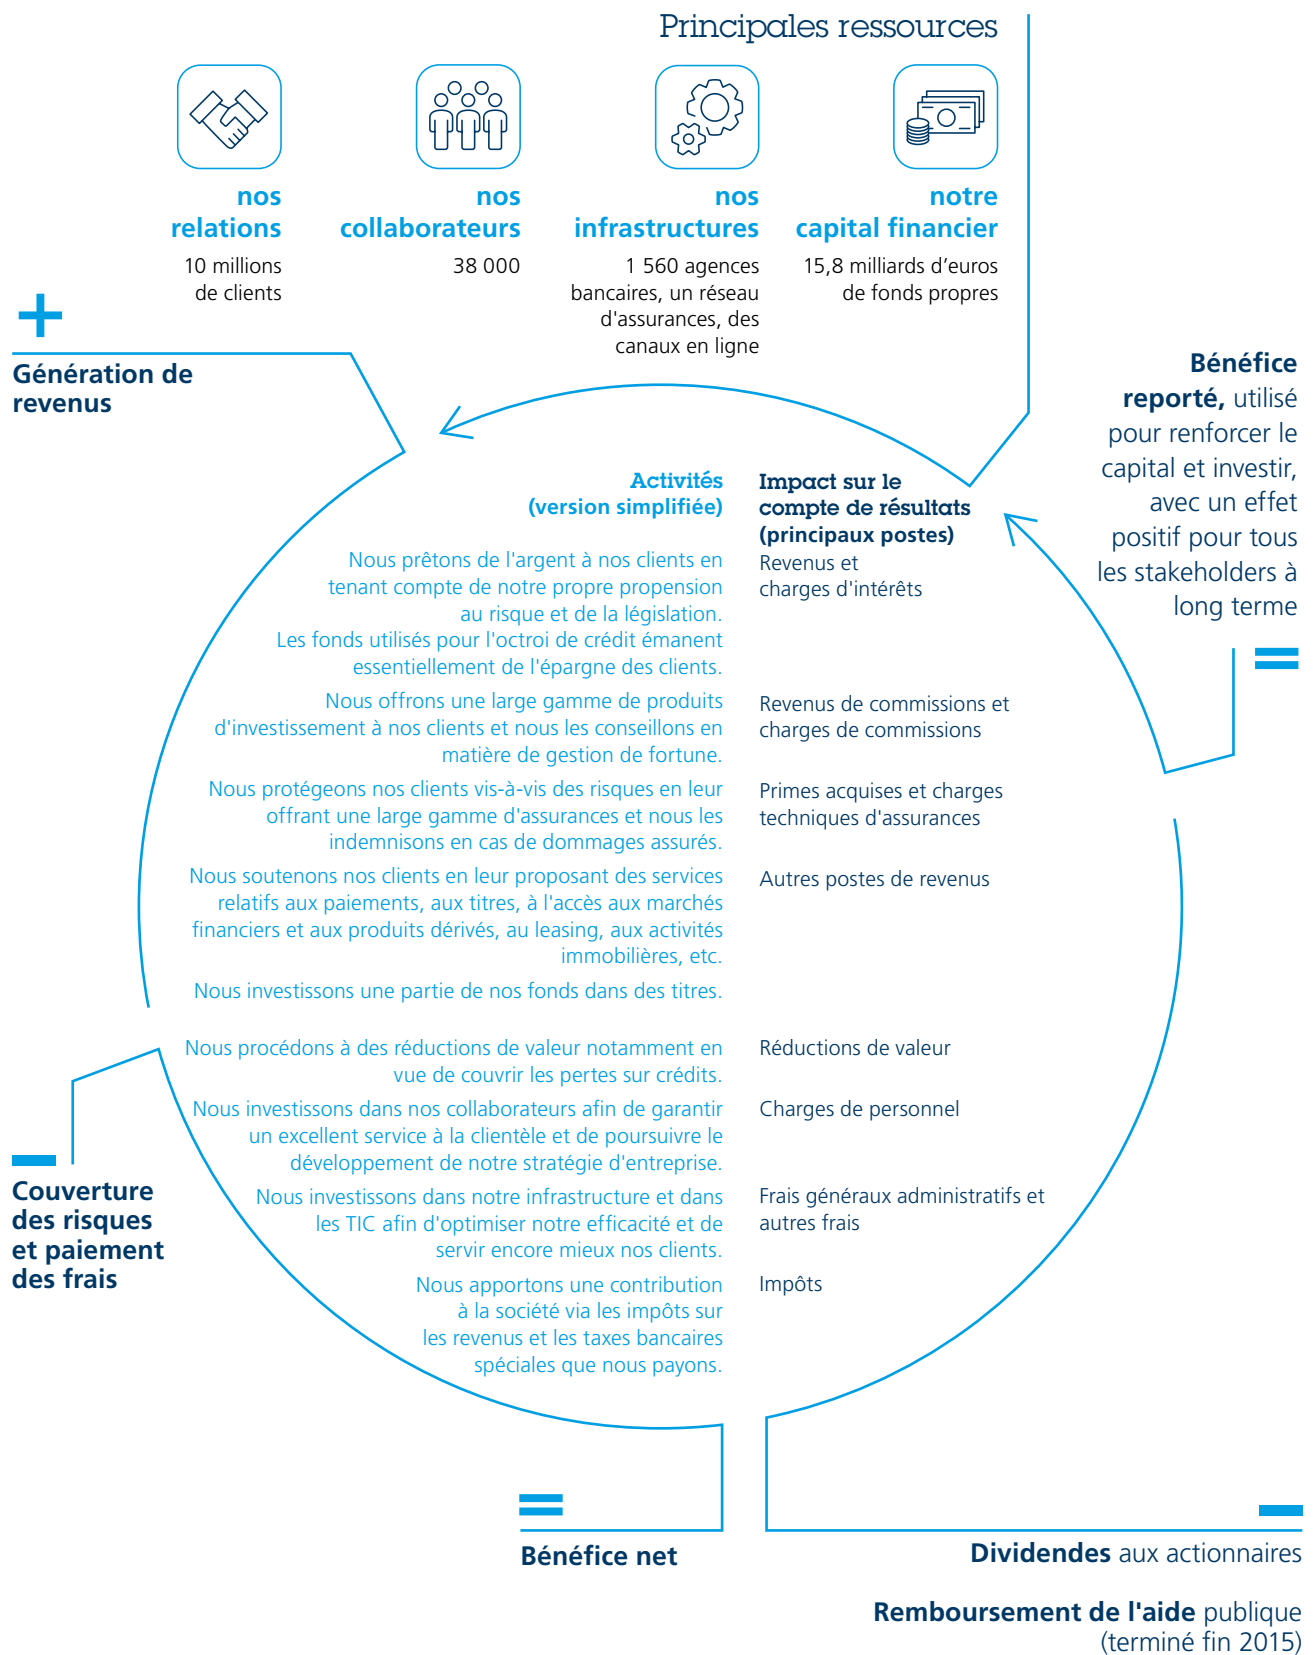 Principales ressources
nos
relations
10 millions
de clients
nos
collaborateurs
38 000
nos
infrastructures
1 560 agences
bancaires, un réseau
d'assurances, des
canaux en ligne
notre
capital financier
15,8 milliards d’euros
de fonds propres
+
Génération de
revenus
Bénéfice
reporté, utilisé
pour renforcer le
capital et investir,
avec un effet
positif pour tous
les stakeholders à
long terme
=
Activités
(version simplifiée)
Impact sur le
compte de résultats
(principaux postes)
Nous prêtons de l'argent à nos clients en
tenant compte de notre propre propension
au risque et de la législation.
Les fonds utilisés pour l'octroi de crédit émanent
essentiellement de l'épargne des clients.
Revenus et
charges d'intérêts
Nous offrons une large gamme de produits
d'investissement à nos clients et nous les conseillons en
matière de gestion de fortune.
Revenus de commissions et
charges de commissions
Nous protégeons nos clients vis-à-vis des risques en leur
offrant une large gamme d'assurances et nous les
indemnisons en cas de dommages assurés.
Primes acquises et charges
techniques d'assurances
Nous soutenons nos clients en leur proposant des services
relatifs aux paiements, aux titres, à l'accès aux marchés
financiers et aux produits dérivés, au leasing, aux activités
immobilières, etc.
Autres postes de revenus
Nous investissons une partie de nos fonds dans des titres.
Nous procédons à des réductions de valeur notamment en
vue de couvrir les pertes sur crédits.
Réductions de valeur
Nous investissons dans nos collaborateurs afin de garantir
un excellent service à la clientèle et de poursuivre le
développement de notre stratégie d'entreprise.
Charges de personnel
Nous investissons dans notre infrastructure et dans
les TIC afin d'optimiser notre efficacité et de
servir encore mieux nos clients.
Frais généraux administratifs et
autres frais
Nous apportons une contribution
à la société via les impôts sur
les revenus et les taxes bancaires
spéciales que nous payons.
Impôts
–
Couverture
des risques
et paiement
des frais
=
Bénéfice net
–
Dividendes aux actionnaires
Remboursement de l'aide publique
(terminé fin 2015)